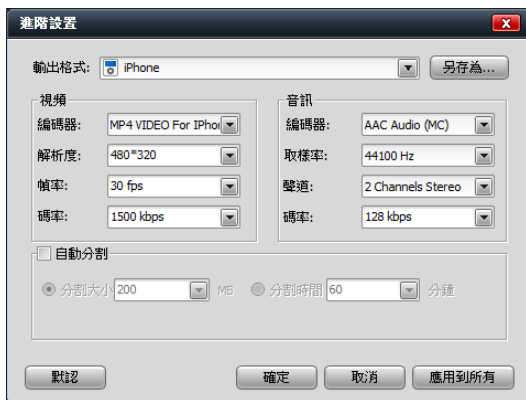 進階設置
輸出格式: iPhone 另存為...
視頻
編碼器: MP4 VIDEO For IPho
解析度: 480*320
幀率: 30 fps
碼率: 1500 kbps
音訊
編碼器: AAC Audio (MC)
取樣率: 44100 Hz
聲道: 2 Channels Stereo
碼率: 128 kbps
自動分割
分割大小 200 MB 分割時間 60 分鐘
默認 確定 取消 應用到所有